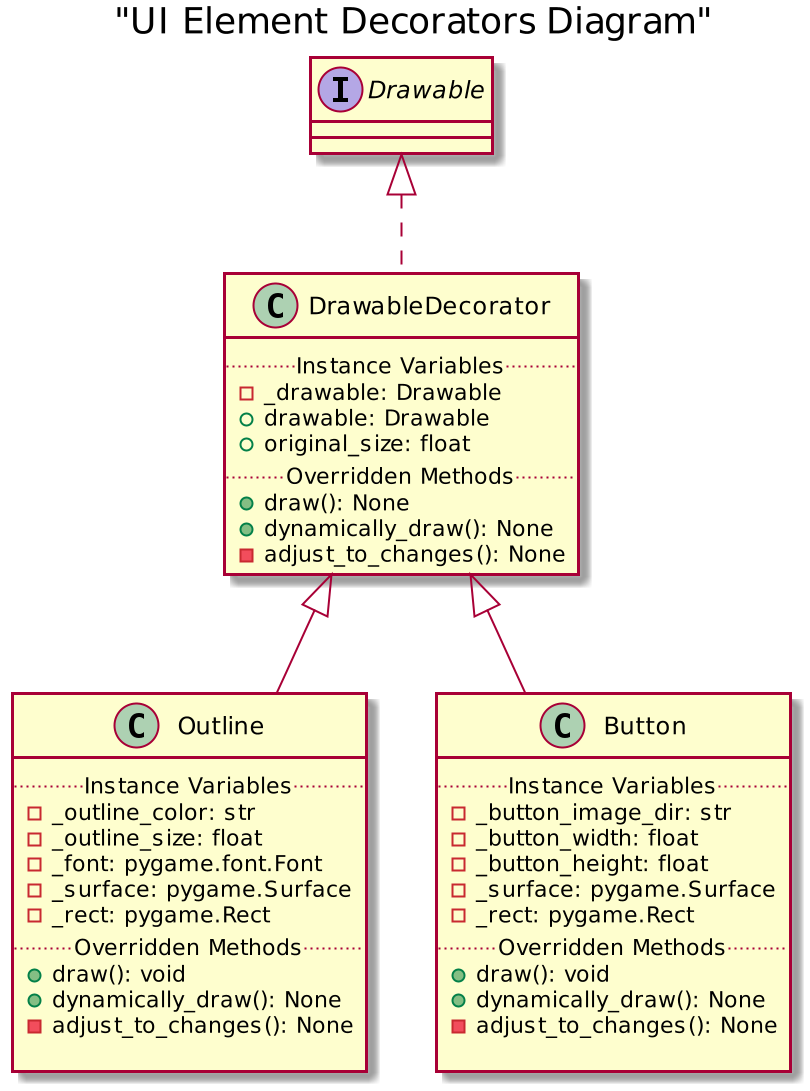 "UI Element Decorators Diagram"
I Drawable
C DrawableDecorator
Instance Variables
_drawable: Drawable
drawable: Drawable
original_size: float
Overridden Methods
draw(): None
dynamically_draw(): None
adjust_to_changes(): None
C Outline
Instance Variables
_outline_color: str
_outline_size: float
_font: pygame.font.Font
_surface: pygame.Surface
_rect: pygame.Rect
Overridden Methods
draw(): void
dynamically_draw(): None
adjust_to_changes(): None
C Button
Instance Variables
_button_image_dir: str
_button_width: float
_button_height: float
_surface: pygame.Surface
_rect: pygame.Rect
Overridden Methods
draw(): void
dynamically_draw(): None
adjust_to_changes(): None